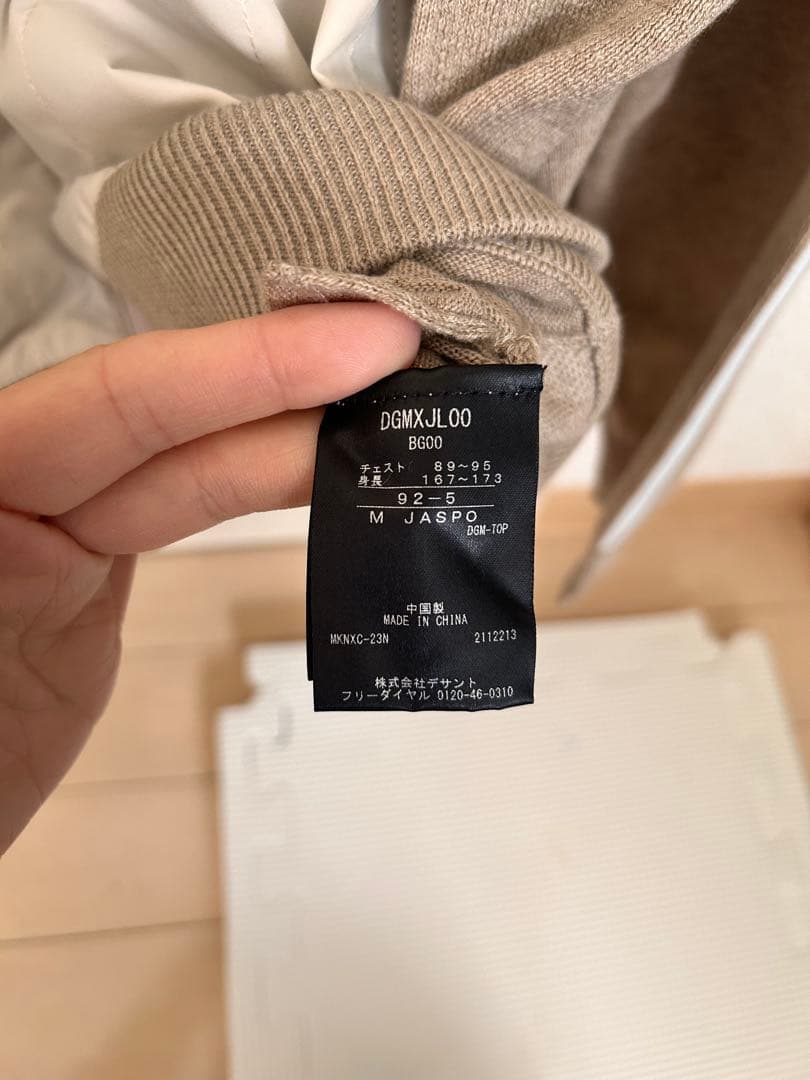 DGMXJL00
BG00
チェスト 89~95
身長 167~173
92-5
M JASPO
DGM-TOP
中国製
MADE IN CHINA
MKNXC-23N 2112213
株式会社デサント
フリーダイヤル 0120-46-0310